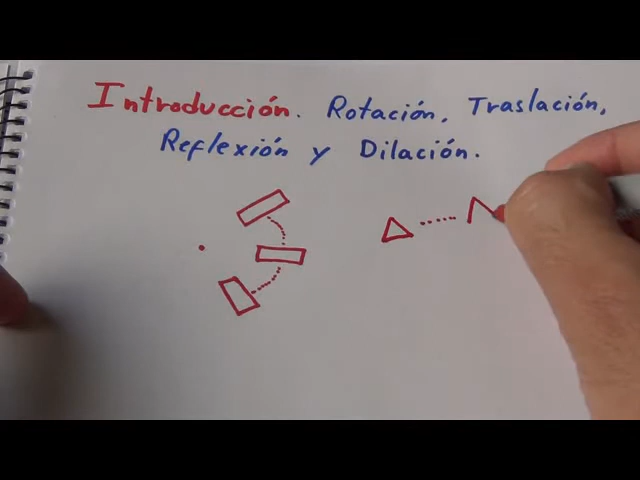 Introducción. Rotación, Traslación,
Reflexión y Dilación.